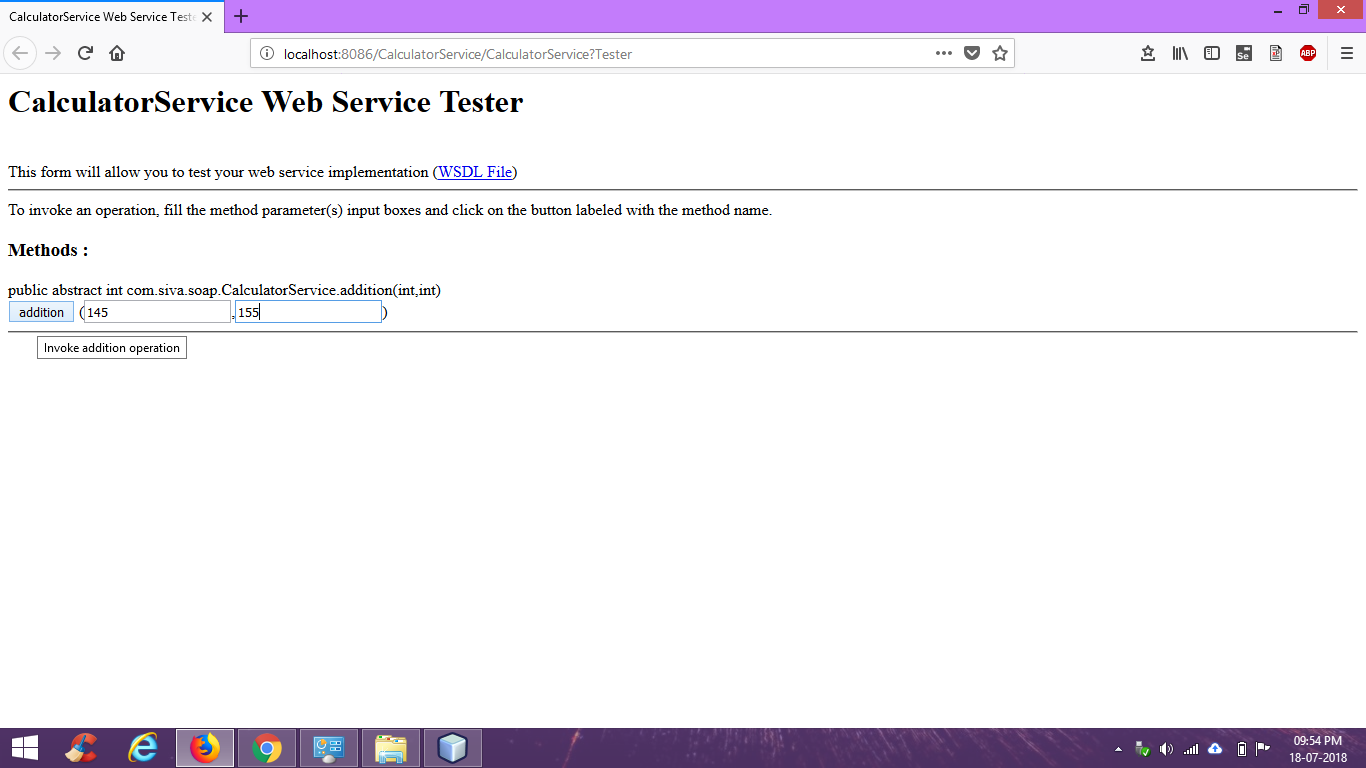 CalculatorService Web Service Teste
localhost:8086/CalculatorService/CalculatorService?Tester
Se
ABP
CalculatorService Web Service Tester
This form will allow you to test your web service implementation (WSDL File)
To invoke an operation, fill the method parameter(s) input boxes and click on the button labeled with the method name.
Methods :
public abstract int com.siva.soap.CalculatorService.addition(int,int)
addition (145 ,155)
Invoke addition operation
09:54 PM
18-07-2018